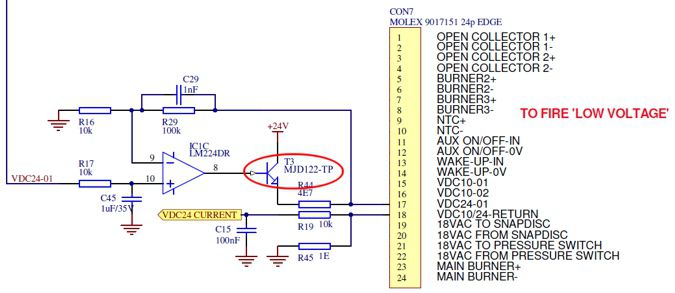 CON7
MOLEX 9017151 24p EDGE
1 OPEN COLLECTOR 1+
2 OPEN COLLECTOR 1-
3 OPEN COLLECTOR 2+
4 OPEN COLLECTOR 2-
5 BURNER2+
6 BURNER2-
7 BURNER3+
8 BURNER3-
9 NTC+
10 NTC-
11 AUX ON/OFF-IN
12 AUX ON/OFF-0V
13 WAKE-UP-IN
14 WAKE-UP-0V
15 VDC10-01
16 VDC10-02
17 VDC24-01
18 VDC10/24-RETURN
19 18VAC TO SNAPDISC
20 18VAC FROM SNAPDISC
21 18VAC TO PRESSURE SWITCH
22 18VAC FROM PRESSURE SWITCH
23 MAIN BURNER+
24 MAIN BURNER-
TO FIRE 'LOW VOLTAGE'
C29
1nF
R16
10k
R29
100k
IC1C
LM224DR
+24V
T3
MJD122-TP
9
8
10
R17
10k
VDC24-01
C45
1uF/35V
R44
4E7
VDC24 CURRENT
R19
10k
C15
100nF
R45
1E